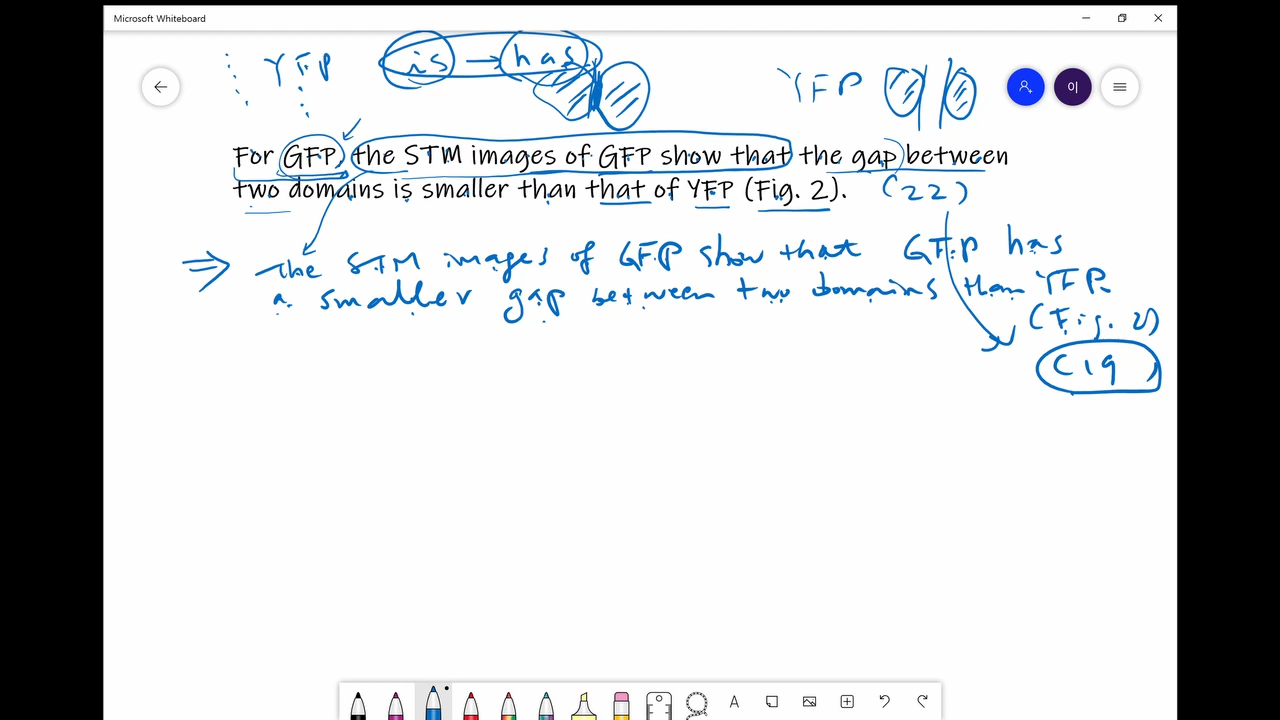 Microsoft Whiteboard
YFP is → has
YFP
이
For GFP, the STM images of GFP show that the gap between
two domains is smaller than that of YFP (Fig. 2). (22)
⇒ The STM images of GFP show that GFP has
a smaller gap between two domains than YFP.
(Fig. 2)
(19)
A